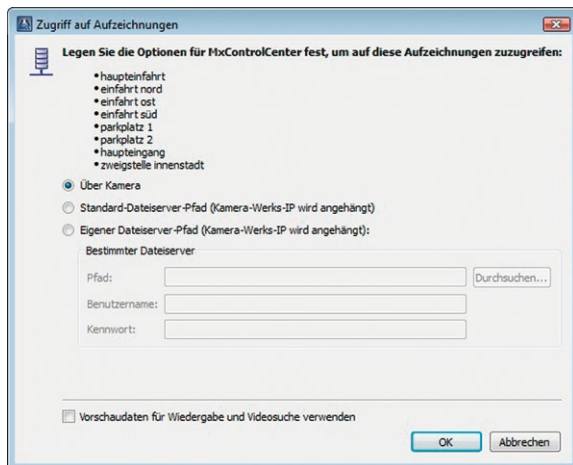 Zugriff auf Aufzeichnungen
Legen Sie die Optionen für MxControlCenter fest, um auf diese Aufzeichnungen zuzugreifen:
• haupteinfahrt
• einfahrt nord
• einfahrt ost
• einfahrt süd
• parkplatz 1
• parkplatz 2
• haupteingang
• zweigstelle innenstadt
Über Kamera
Standard-Dateiserver-Pfad (Kamera-Werks-IP wird angehängt)
Eigener Dateiserver-Pfad (Kamera-Werks-IP wird angehängt):
Bestimmter Dateiserver
Pfad: Durchsuchen...
Benutzername:
Kennwort:
Vorschaudaten für Wiedergabe und Videosuche verwenden
OK Abbrechen